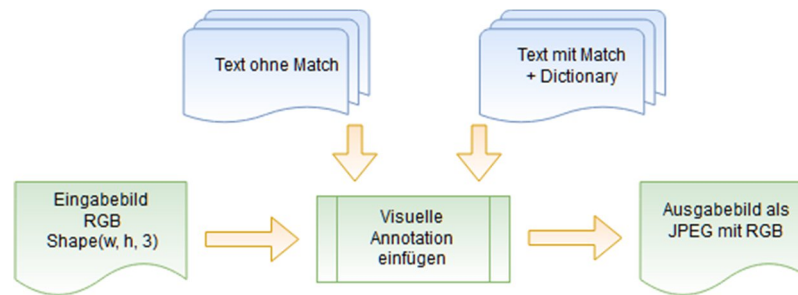 Text ohne Match
Text mit Match
+ Dictionary
Eingabebild
RGB
Shape(w, h, 3)
Visuelle
Annotation
einfügen
Ausgabebild als
JPEG mit RGB